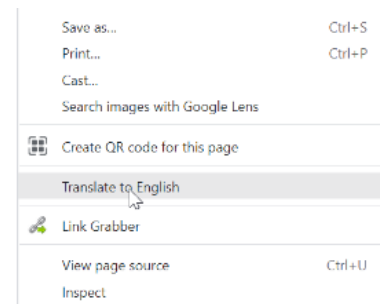 Save as... Ctrl+S
Print... Ctrl+P
Cast...
Search images with Google Lens
Create QR code for this page
Translate to English
Link Grabber
View page source Ctrl+U
Inspect